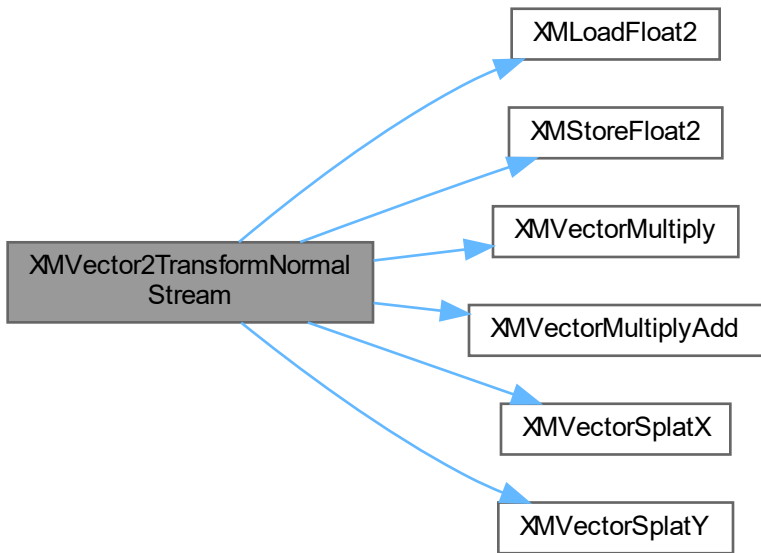 XMLoadFloat2
XMStoreFloat2
XMVectorMultiply
XMVector2TransformNormal
Stream
XMVectorMultiplyAdd
XMVectorSplatX
XMVectorSplatY